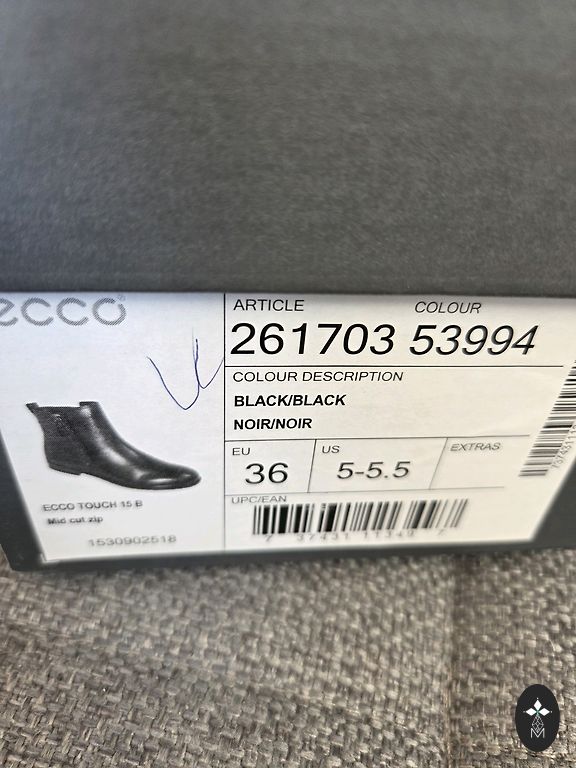 ecco
ARTICLE COLOUR
261703 53994
COLOUR DESCRIPTION
BLACK/BLACK
NOIR/NOIR
EU US EXTRAS
36 5-5.5
UPC/EAN
ECCO TOUCH 15 B
Mid cut zip
1530902518
M